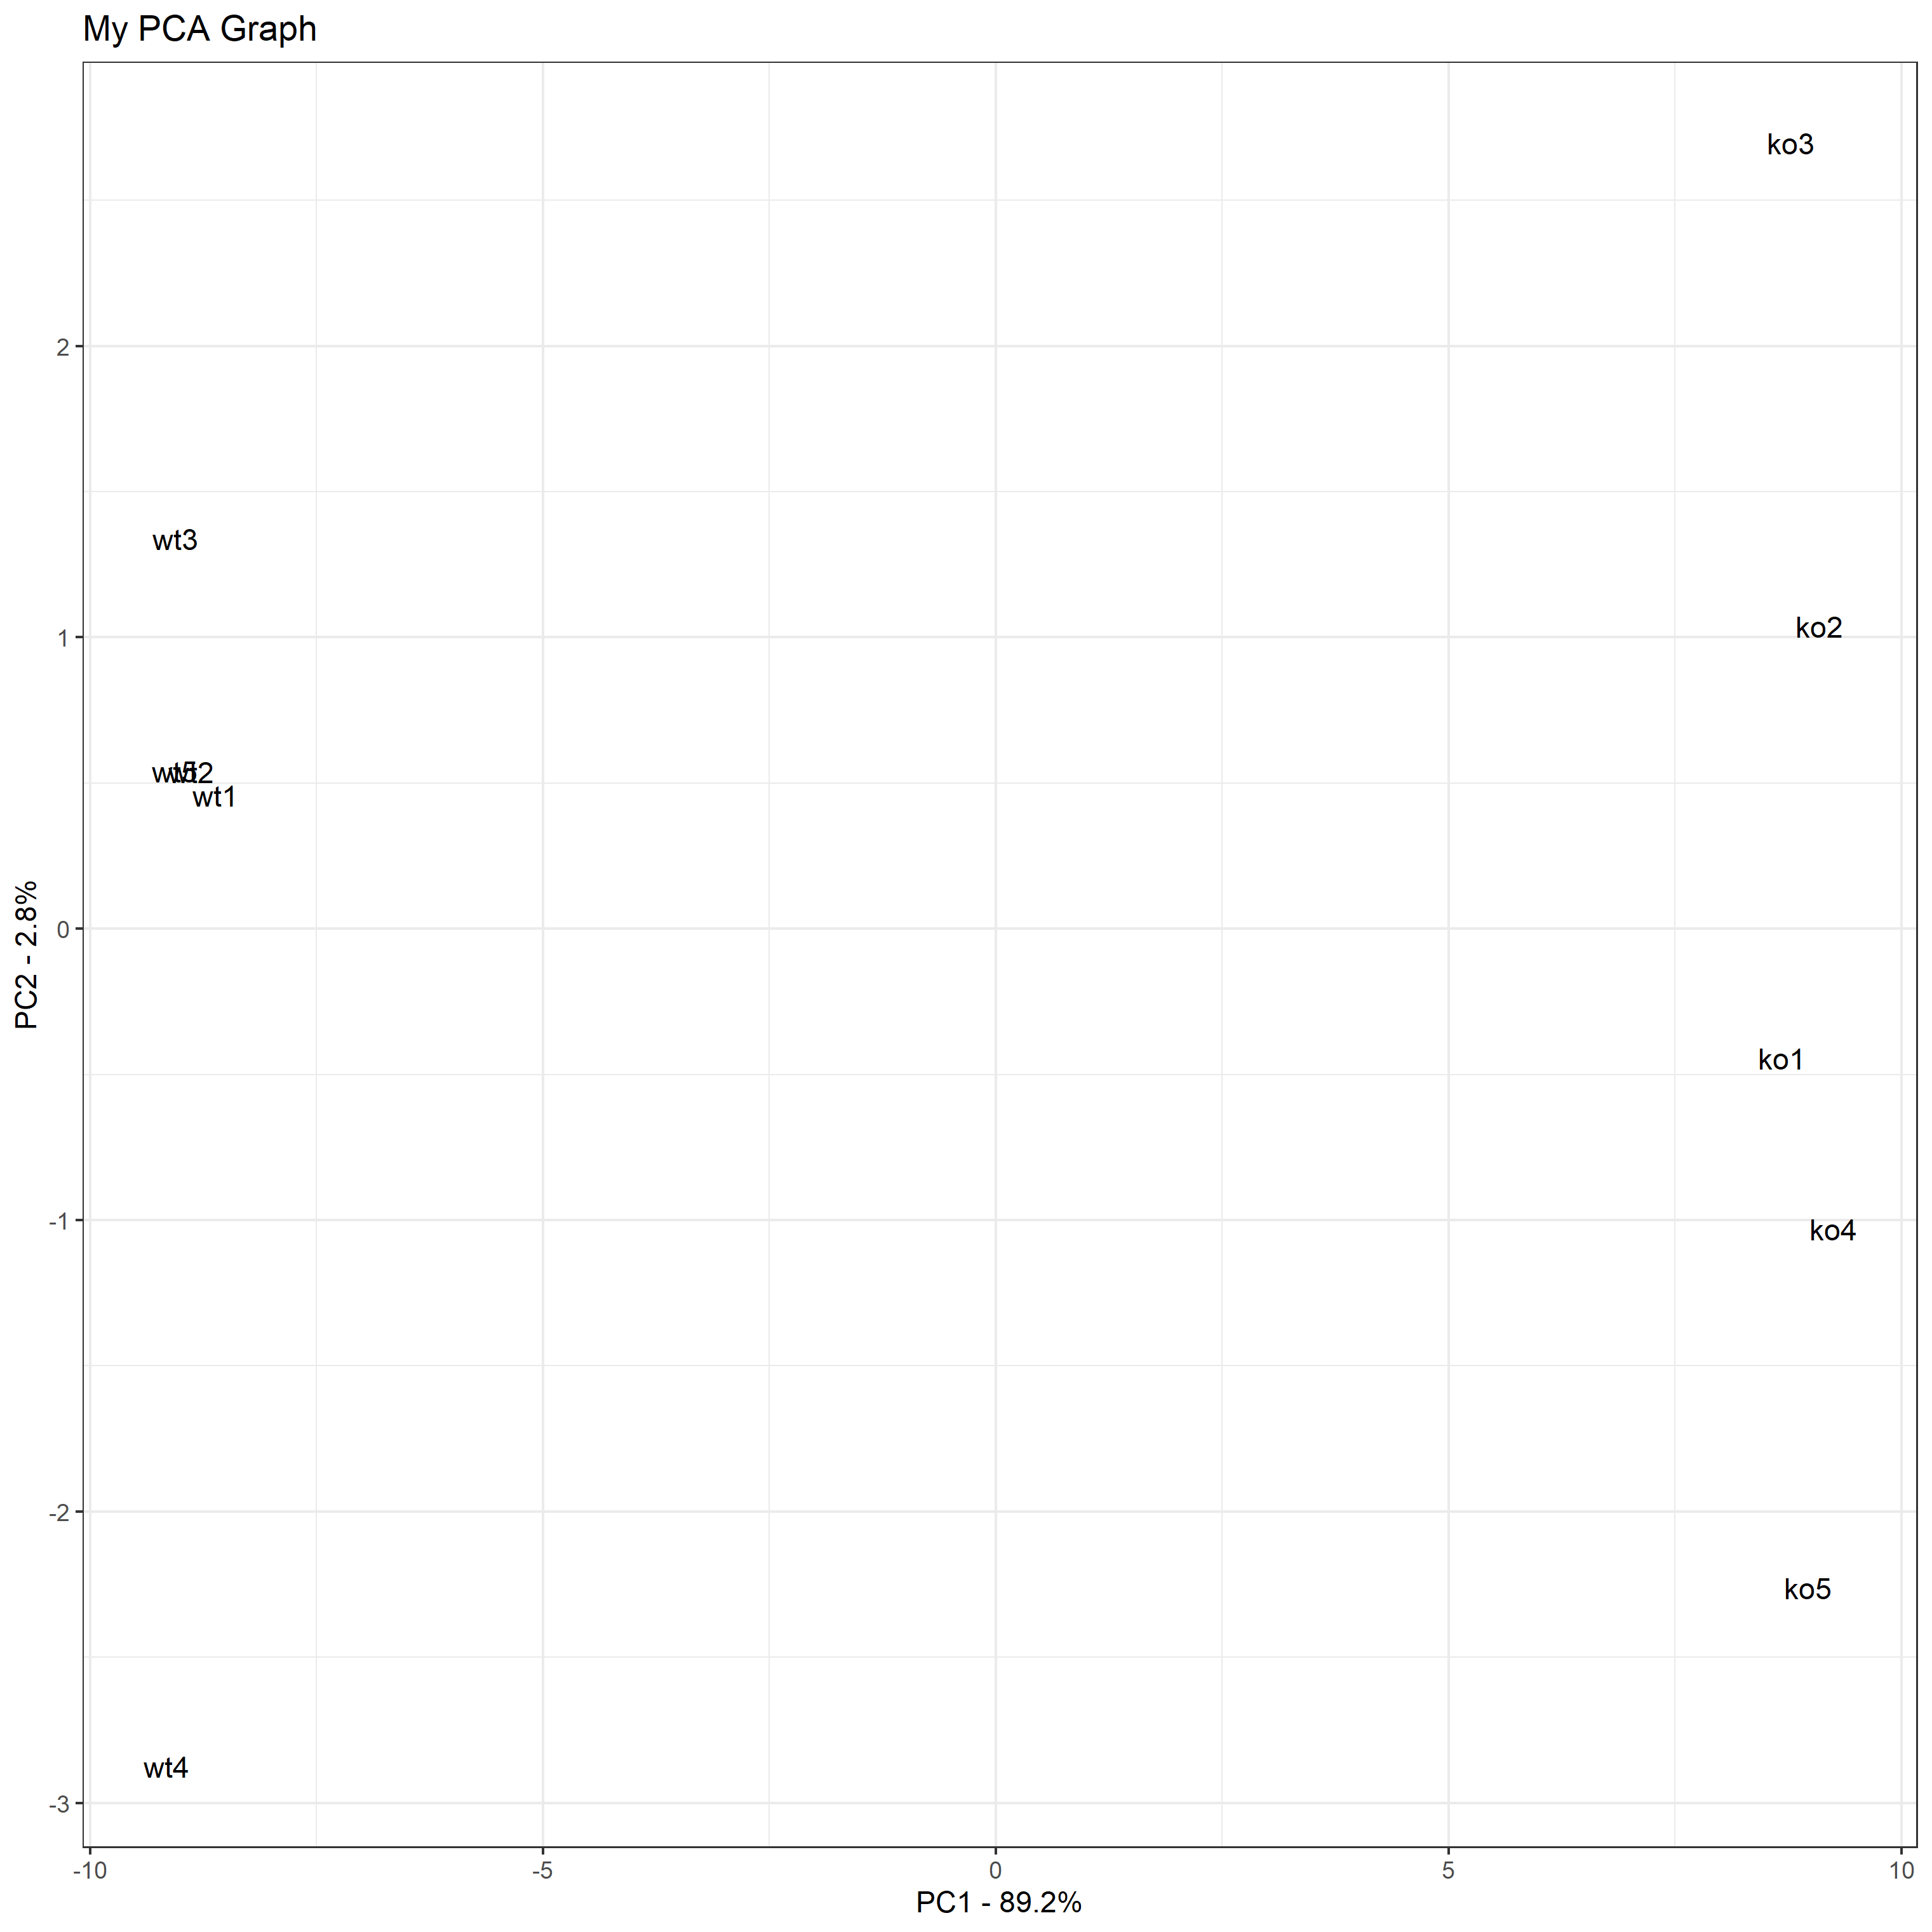 My PCA Graph
ko3
2
wt3
1
ko2
wt5
wt2
wt1
PC2 - 2.8%
0
ko1
-1
ko4
-2
ko5
wt4
-3
-10
-5
0
5
10
PC1 - 89.2%